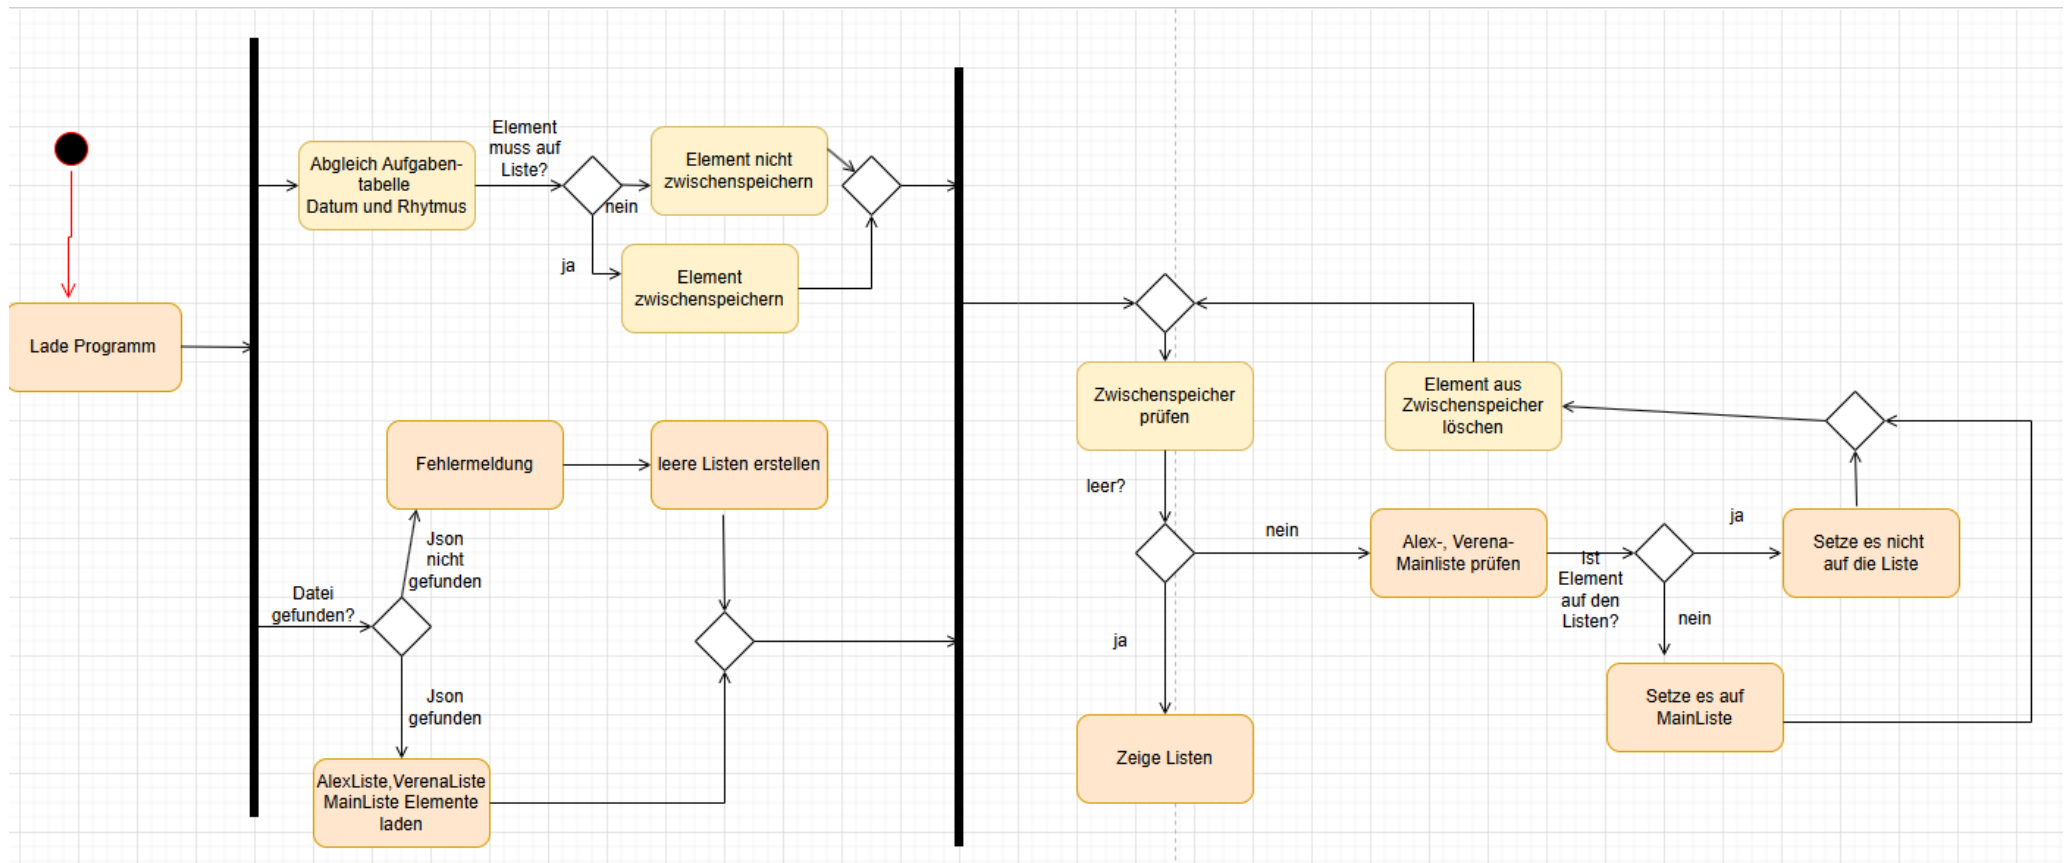 Lade Programm
Abgleich Aufgaben-
tabelle
Datum und Rhytmus
Element
muss auf
Liste?
nein
ja
Element nicht
zwischenspeichern
Element
zwischenspeichern
Datei
gefunden?
Json
nicht
gefunden
Fehlermeldung
leere Listen erstellen
Json
gefunden
AlexListe,VerenaListe
MainListe Elemente
laden
Zwischenspeicher
prüfen
leer?
nein
ja
Zeige Listen
Alex-, Verena-
Mainliste prüfen
Ist
Element
auf den
Listen?
ja
nein
Setze es nicht
auf die Liste
Setze es auf
MainListe
Element aus
Zwischenspeicher
löschen